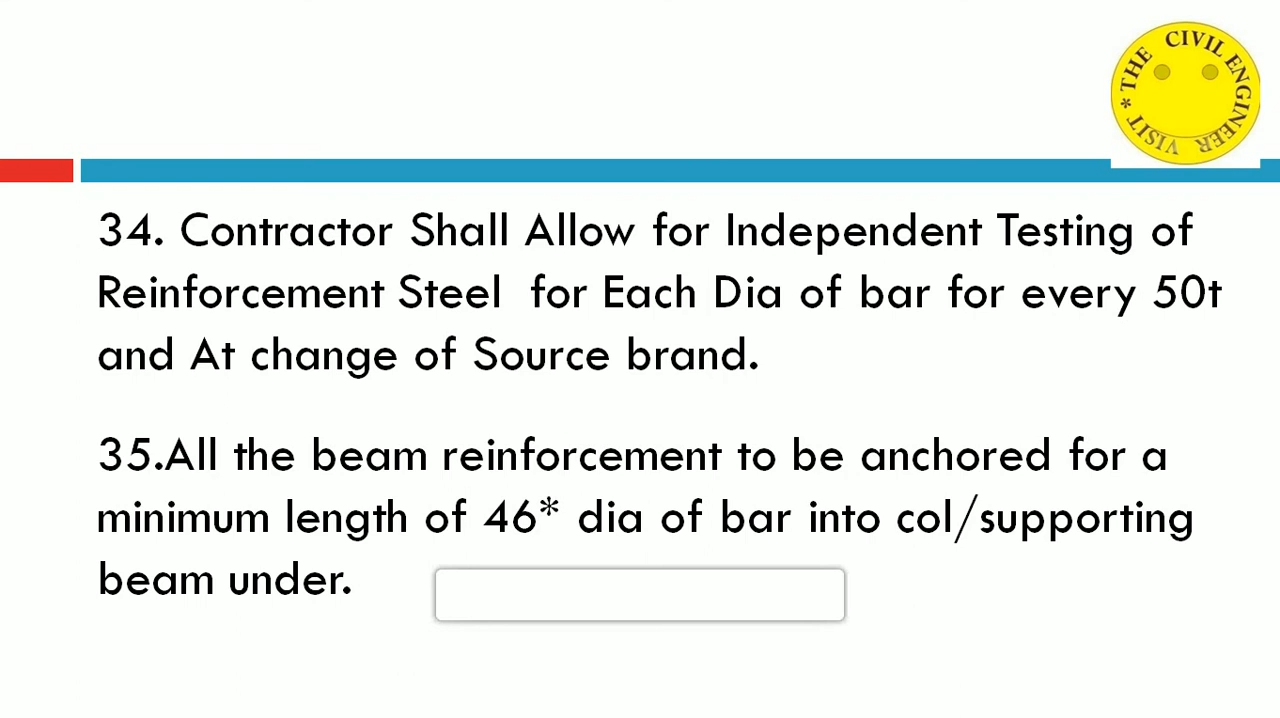 * THE CIVIL ENGINEER VISIT
34. Contractor Shall Allow for Independent Testing of
Reinforcement Steel for Each Dia of bar for every 50t
and At change of Source brand.
35.All the beam reinforcement to be anchored for a
minimum length of 46* dia of bar into col/supporting
beam under.